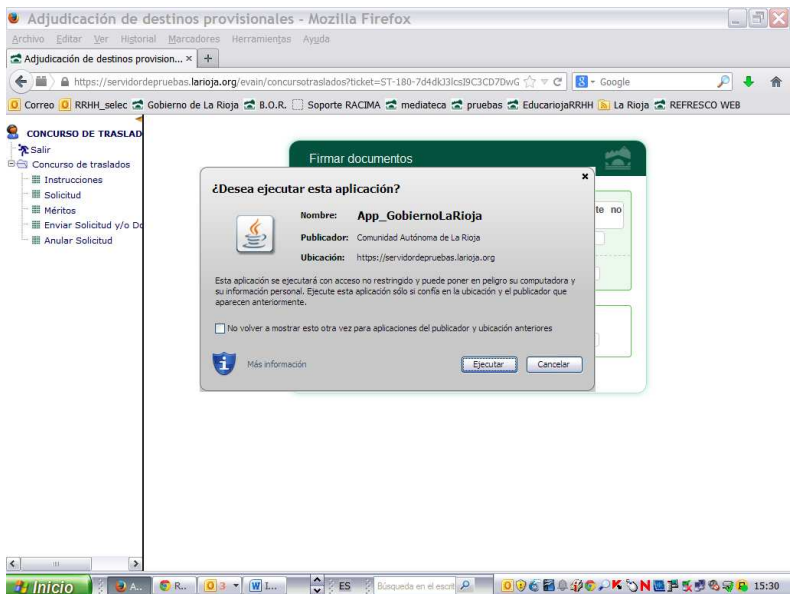 Adjudicación de destinos provisionales - Mozilla Firefox
Archivo Editar Ver Historial Marcadores Herramientas Ayuda
Adjudicación de destinos provision... × +
https://servidordepruebas.larioja.org/evain/concursotraslados?ticket=ST-180-7d4dkJ3lcsI9C3CD7DwG
Google
Correo RRHH_selec Gobierno de La Rioja B.O.R. Soporte RACIMA mediateca pruebas EducariojaRRHH La Rioja REFRESCO WEB
CONCURSO DE TRASLAD
Salir
Concurso de traslados
Instrucciones
Solicitud
Méritos
Enviar Solicitud y/o Do
Anular Solicitud
Firmar documentos
te no
¿Desea ejecutar esta aplicación?
Nombre: App_GobiernoLaRioja
Publicador: Comunidad Autónoma de La Rioja
Ubicación: https://servidordepruebas.larioja.org
Esta aplicación se ejecutará con acceso no restringido y puede poner en peligro su computadora y
su información personal. Ejecute esta aplicación sólo si confía en la ubicación y el publicador que
aparecen anteriormente.
No volver a mostrar esto otra vez para aplicaciones del publicador y ubicación anteriores
Más información
Ejecutar Cancelar
Inicio A.. R.. 3 L... ES Búsqueda en el escrit 15:30